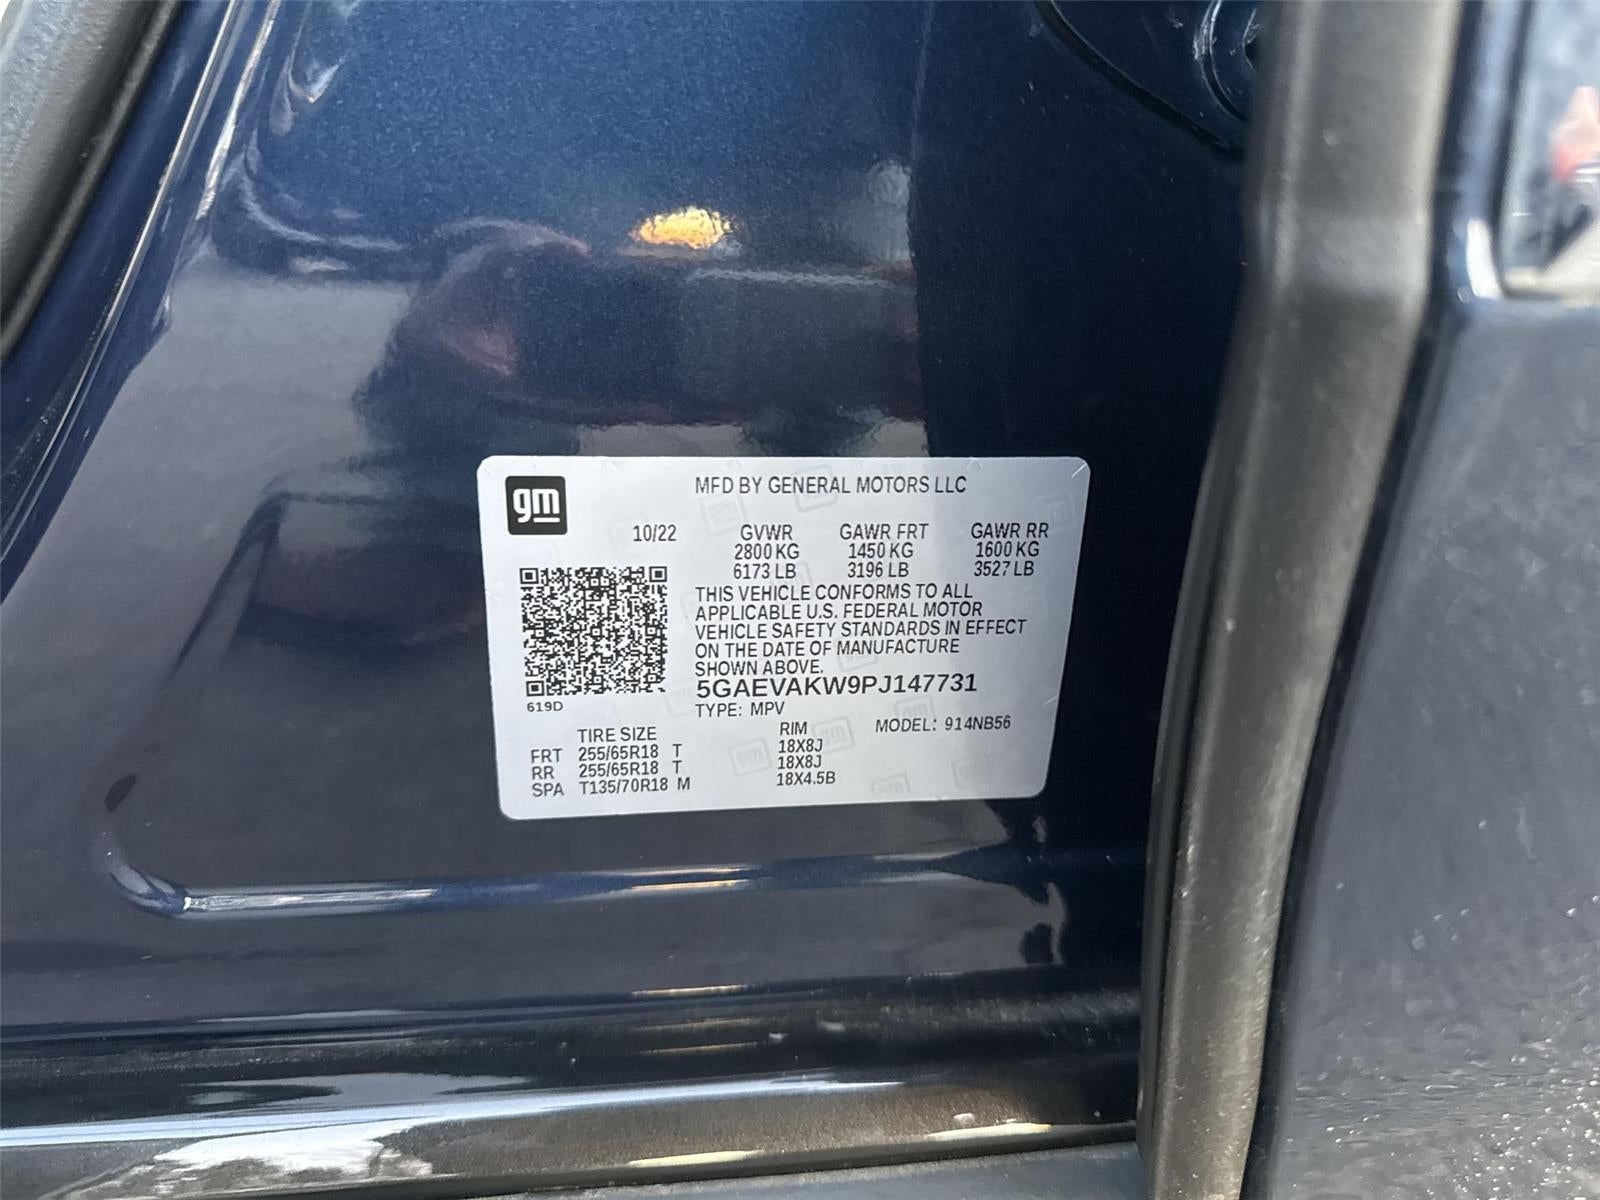 gm
MFD BY GENERAL MOTORS LLC
10/22 GVWR GAWR FRT GAWR RR
2800 KG 1450 KG 1600 KG
6173 LB 3196 LB 3527 LB
THIS VEHICLE CONFORMS TO ALL
APPLICABLE U.S. FEDERAL MOTOR
VEHICLE SAFETY STANDARDS IN EFFECT
ON THE DATE OF MANUFACTURE
SHOWN ABOVE.
5GAEVAKW9PJ147731
619D
TYPE: MPV
TIRE SIZE RIM MODEL: 914NB56
FRT 255/65R18 T 18X8J
RR 255/65R18 T 18X8J
SPA T135/70R18 M 18X4.5B